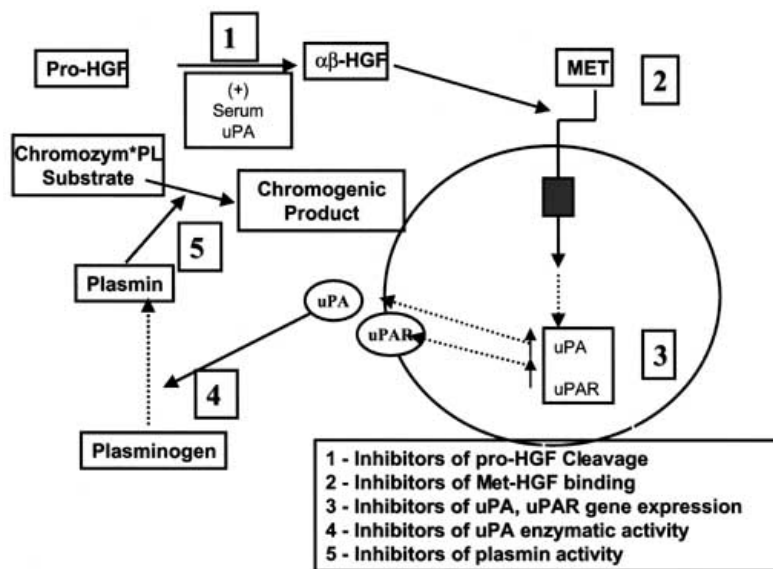 1
Pro-HGF
αβ-HGF
MET
2
(+)
Serum
uPA
Chromozym*PL
Substrate
Chromogenic
Product
5
Plasmin
uPA
uPAR
uPA
uPAR
3
4
Plasminogen
1 - Inhibitors of pro-HGF Cleavage
2 - Inhibitors of Met-HGF binding
3 - Inhibitors of uPA, uPAR gene expression
4 - Inhibitors of uPA enzymatic activity
5 - Inhibitors of plasmin activity